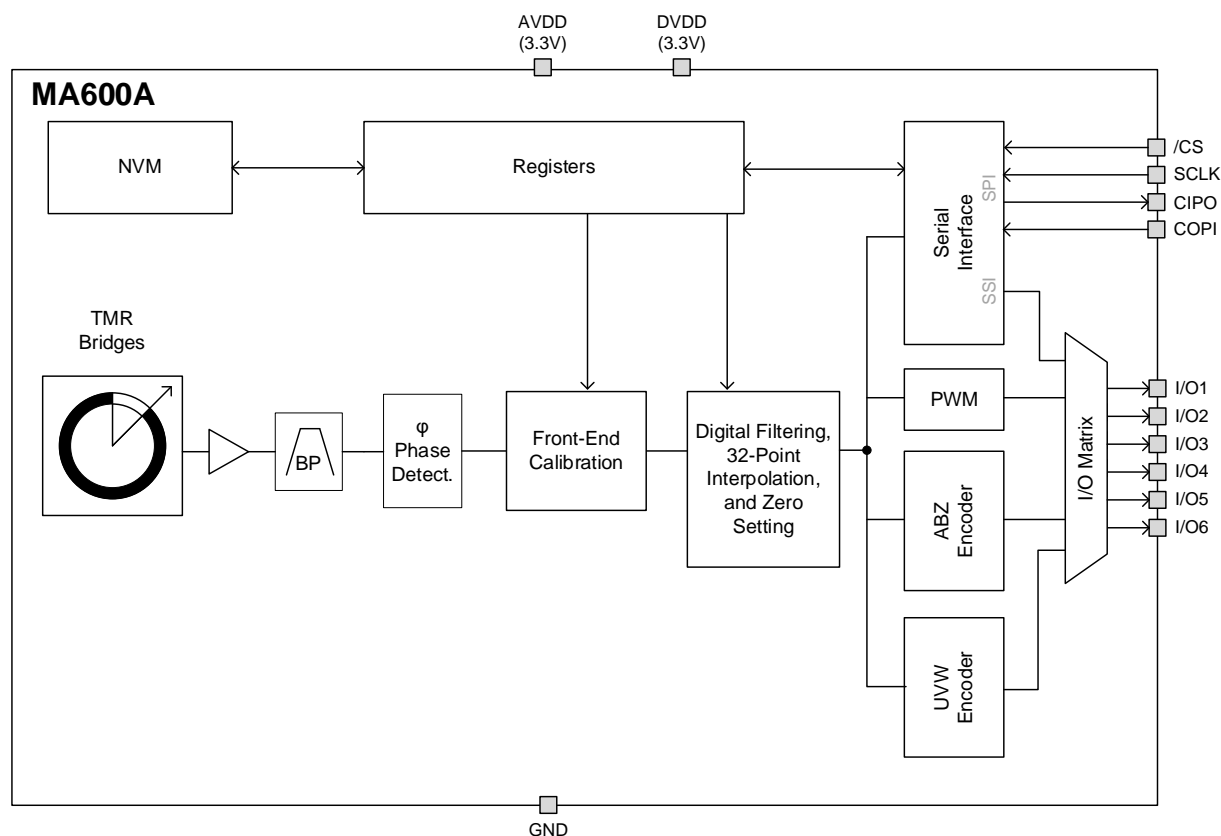 AVDD
(3.3V)
DVDD
(3.3V)
MA600A
NVM
Registers
Serial
Interface
SPI
SSI
/CS
SCLK
CIPO
COPI
TMR
Bridges
BP
φ
Phase
Detect.
Front-End
Calibration
Digital Filtering,
32-Point
Interpolation,
and Zero
Setting
PWM
ABZ
Encoder
UVW
Encoder
I/O Matrix
I/O1
I/O2
I/O3
I/O4
I/O5
I/O6
GND